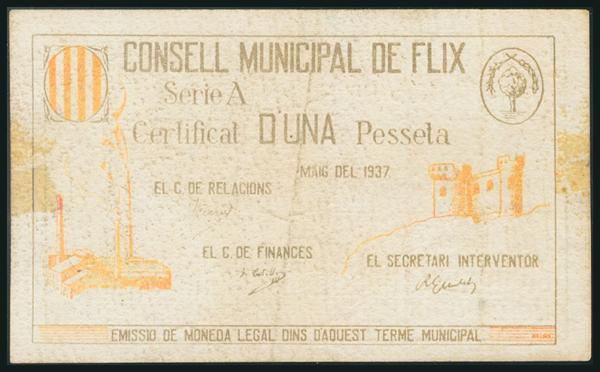 CONSELL MUNICIPAL DE FLIX
Serie A
Certificat D'UNA Pesseta
MAIG DEL 1937
EL C. DE RELACIONS
EL C. DE FINANCES
EL SECRETARI INTERVENTOR
EMISSIO DE MONEDA LEGAL DINS D'AQUEST TERME MUNICIPAL